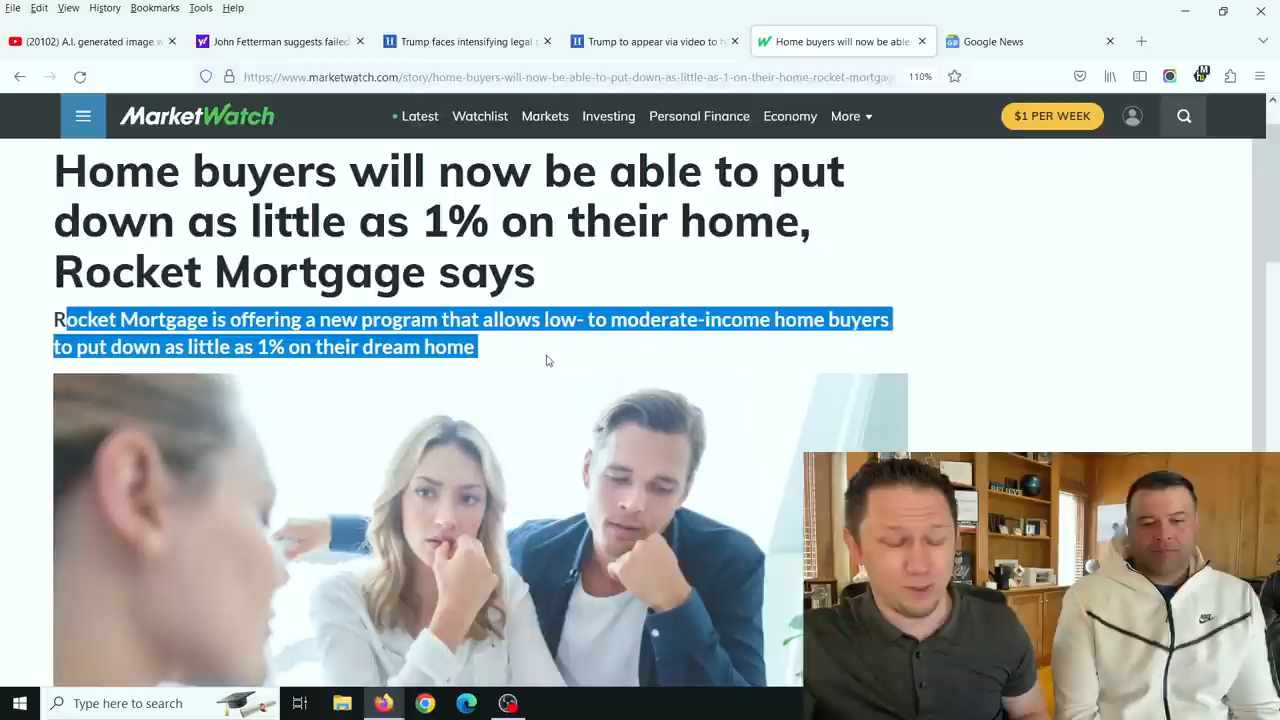 File Edit View History Bookmarks Tools Help
(20102) A.I. generated image w
John Fetterman suggests failed
Trump faces intensifying legal p
Trump to appear via video to h
Home buyers will now be able
Google News
https://www.marketwatch.com/story/home-buyers-will-now-be-able-to-put-down-as-little-as-1-on-their-home-rocket-mortgag
110%
MarketWatch
Latest Watchlist Markets Investing Personal Finance Economy More
$1 PER WEEK
Home buyers will now be able to put
down as little as 1% on their home,
Rocket Mortgage says
Rocket Mortgage is offering a new program that allows low- to moderate-income home buyers
to put down as little as 1% on their dream home
BELIEVE
Type here to search